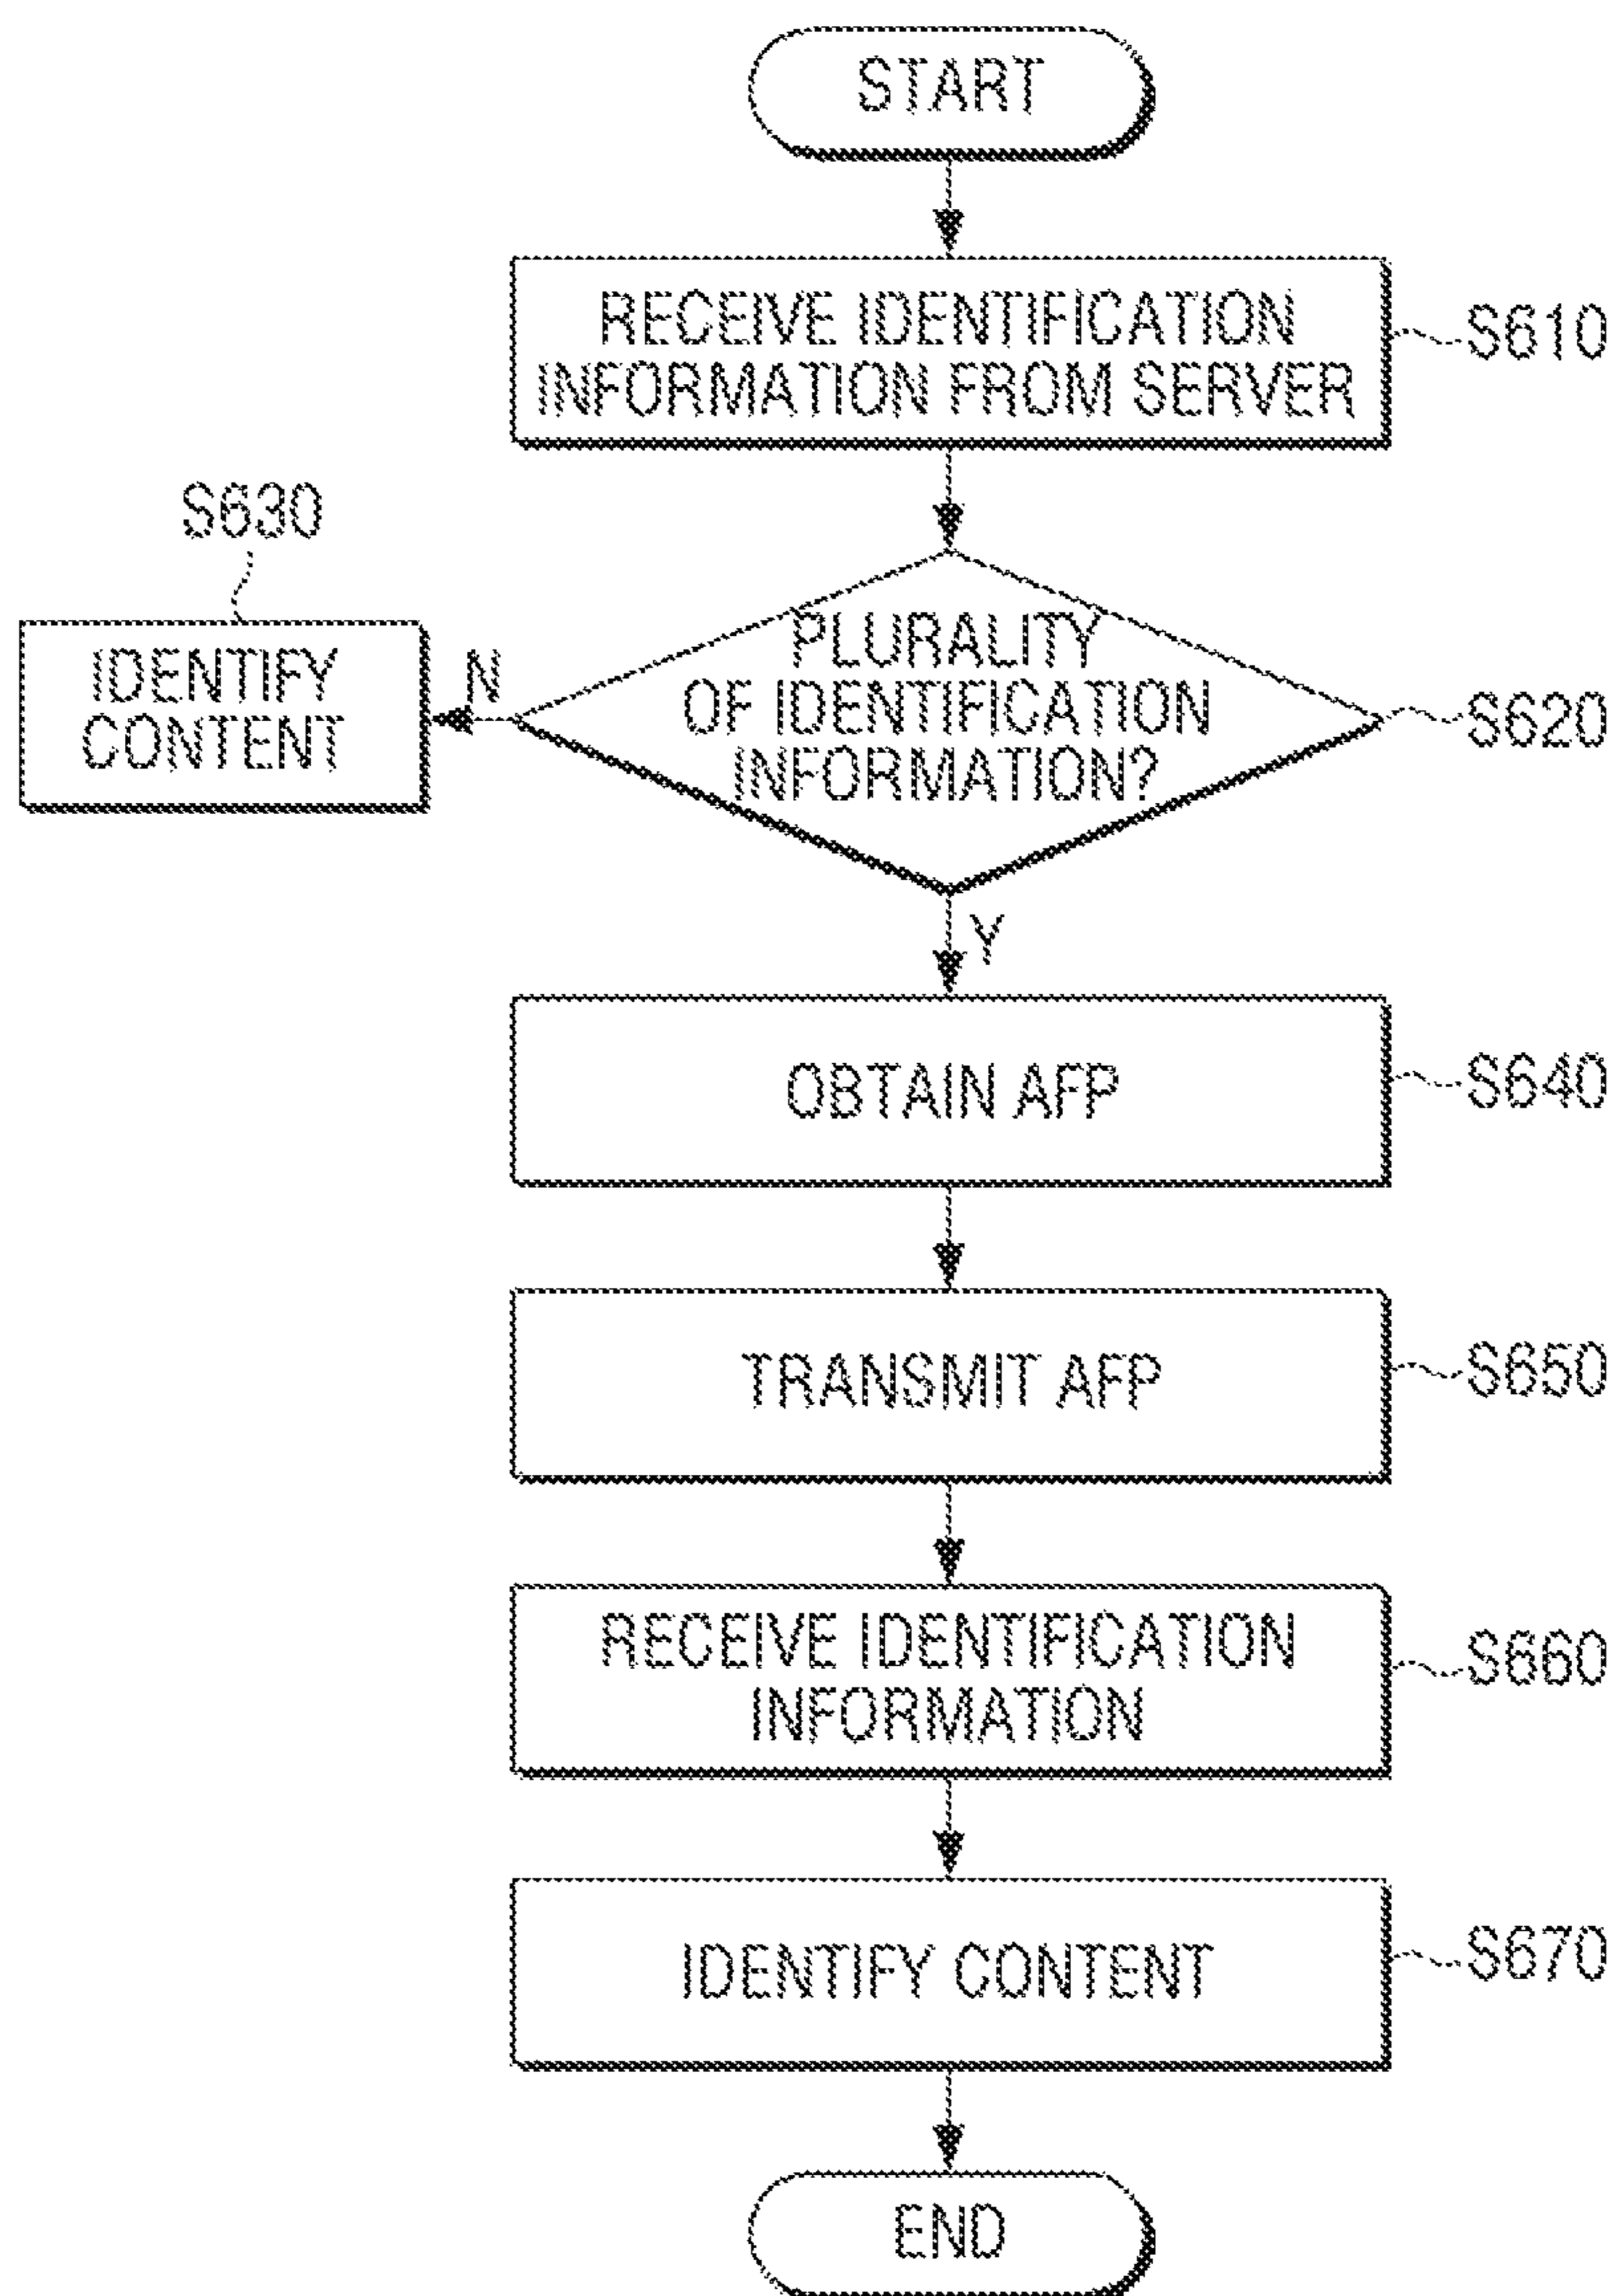 START
RECEIVE IDENTIFICATION
INFORMATION FROM SERVER
S610
S630
IDENTIFY
CONTENT
N
PLURALITY
OF IDENTIFICATION
INFORMATION?
S620
Y
OBTAIN AFP
S640
TRANSMIT AFP
S650
RECEIVE IDENTIFICATION
INFORMATION
S660
IDENTIFY CONTENT
S670
END